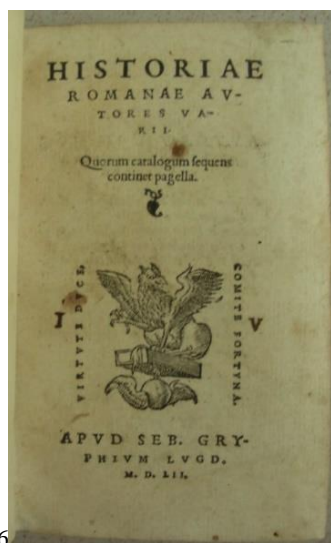 HISTORIAE
ROMANAE AV-
TORES VA-
RII.
Quorum catalogum sequens
continet pagella.
VIRTVTE DVCE,
I V
COMITE FORTVNA.
APVD SEB. GRY-
PHIVM LVGD.
M. D. LII.
6